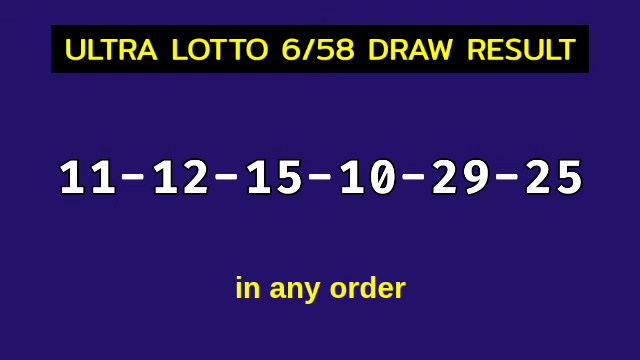 ULTRA LOTTO 6/58 DRAW RESULT
11-12-15-10-29-25
in any order